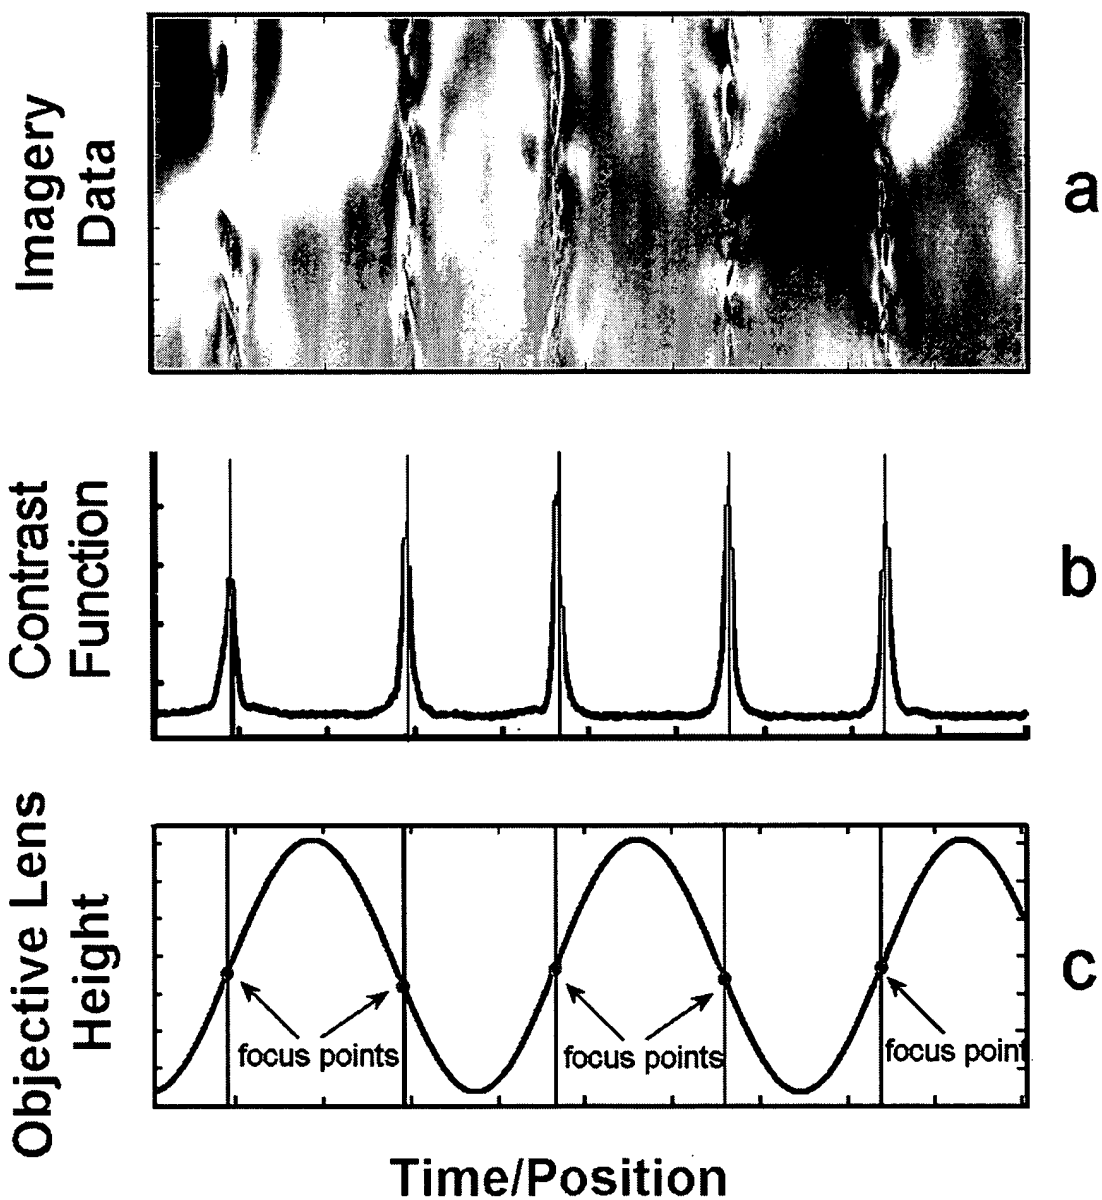 Imagery
Data
a
Contrast
Function
b
Objective Lens
Height
focus points
focus points
focus point
c
Time/Position